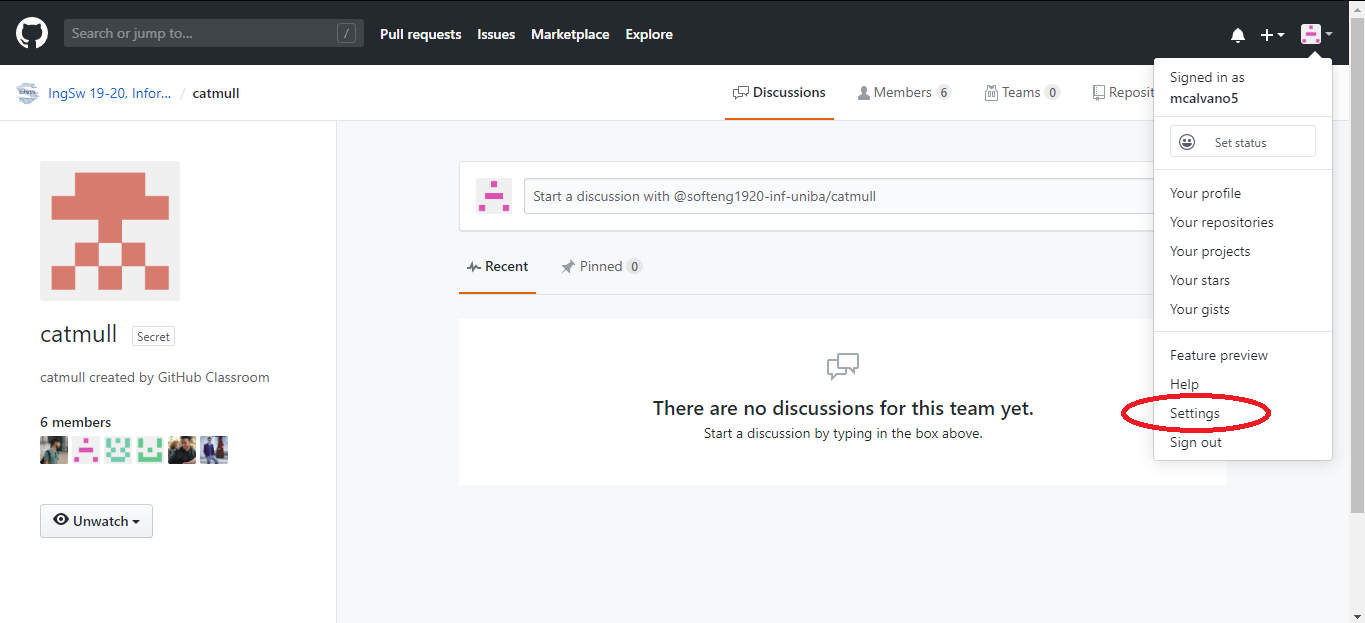 Search or jump to...
/
Pull requests
Issues
Marketplace
Explore
IngSw 19-20, Infor... / catmull
Discussions
Members 6
Teams 0
Reposit
Signed in as
mcalvano5
Set status
Your profile
Your repositories
Your projects
Your stars
Your gists
Feature preview
Help
Settings
Sign out
catmull
Secret
catmull created by GitHub Classroom
6 members
Unwatch
Start a discussion with @softeng1920-inf-uniba/catmull
Recent
Pinned 0
There are no discussions for this team yet.
Start a discussion by typing in the box above.